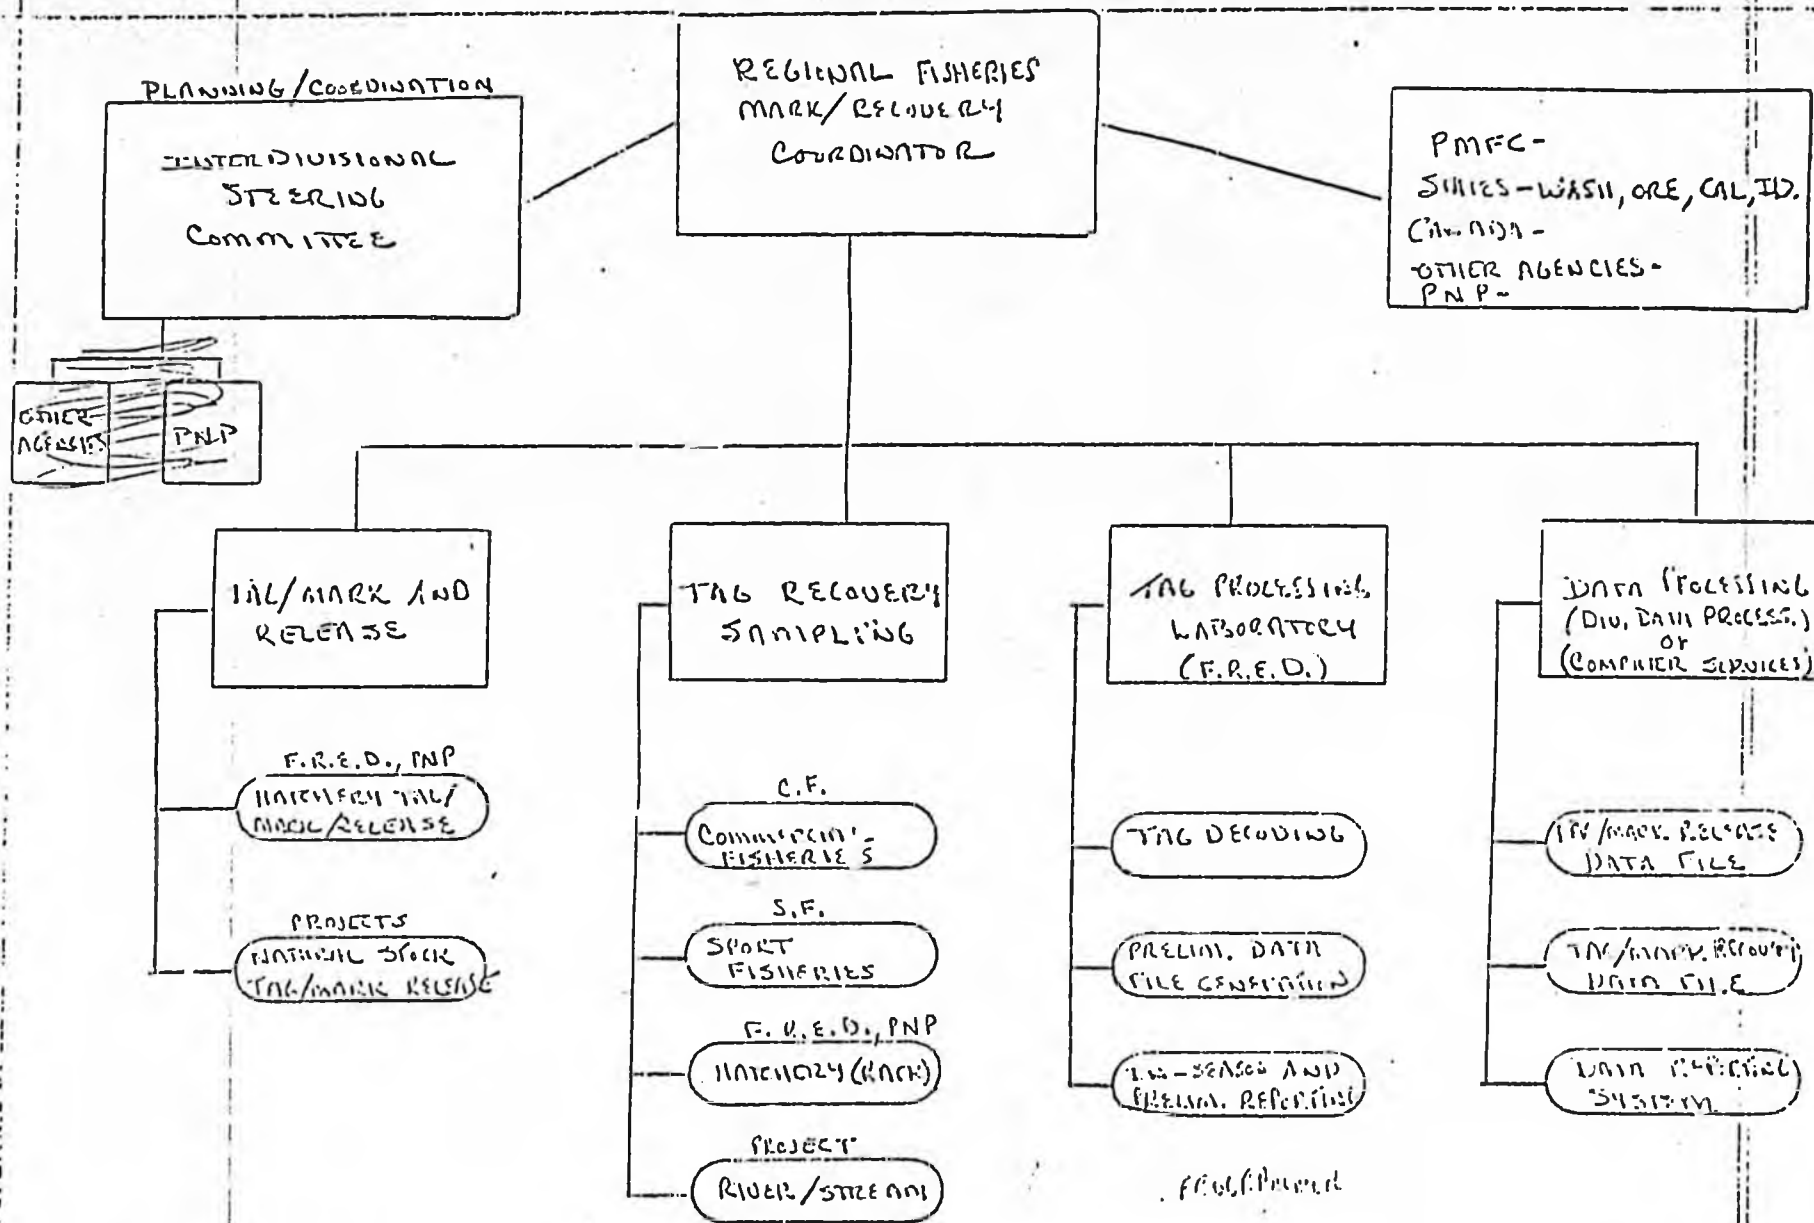 REGIONAL FISHERIES
MARK/RECOVERY
COORDINATOR
PLANNING/COORDINATION
INTERDIVISIONAL
STEERING
COMMITTEE
PMFC-
STATES-WASH, ORE, CAL, ID.
CANADA-
OTHER AGENCIES-
PNP-
OTHER
AGENCIES
PNP
TAG/MARK AND
RELEASE
F.R.E.D., PNP
HATCHERY TAG/
MARK/RELEASE
PROJECTS
NATURAL STOCK
TAG/MARK RELEASE
TAG RECOVERY
SAMPLING
C.F.
COMMERCIAL
FISHERIES
S.F.
SPORT
FISHERIES
F.R.E.D., PNP
HATCHERY (RACK)
PROJECT
RIVER/STREAM
TAG PROCESSING
LABORATORY
(F.R.E.D.)
TAG DECODING
PRELIM. DATA
FILE GENERATION
IN-SEASON AND
PRELIM. REPORTING
DATA PROCESSING
(DIV. DATA PROCESS.)
or
(COMPUTER SERVICES)
/MARK RELEASE
DATA FILE
TAG/MARK RECOVERY
DATA FILE
DATA REPORTING
SYSTEM